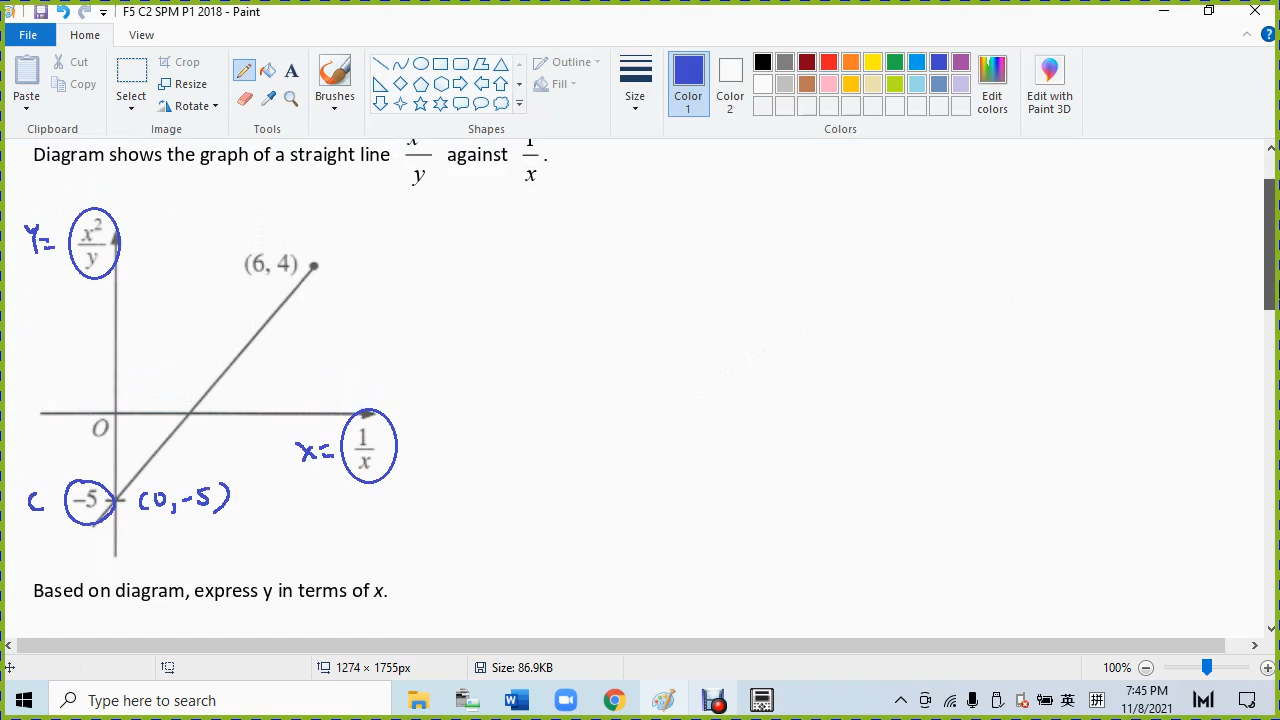 F5 C2 SPM P1 2018 - Paint
File Home View
Paste
Cut
Copy
Clipboard
Select
Crop
Resize
Rotate
Image
A
Tools
Brushes
Outline
Fill
Shapes
Size
Color 1
Color 2
Edit colors
Edit with Paint 3D
Colors
Diagram shows the graph of a straight line x/y against 1/x.
Y= x²/y
(6, 4)
O
x= 1/x
C -5 (0, -5)
Based on diagram, express y in terms of x.
1274 × 1755px
Size: 86.9KB
100%
Type here to search
英
拼
7:45 PM
11/8/2021